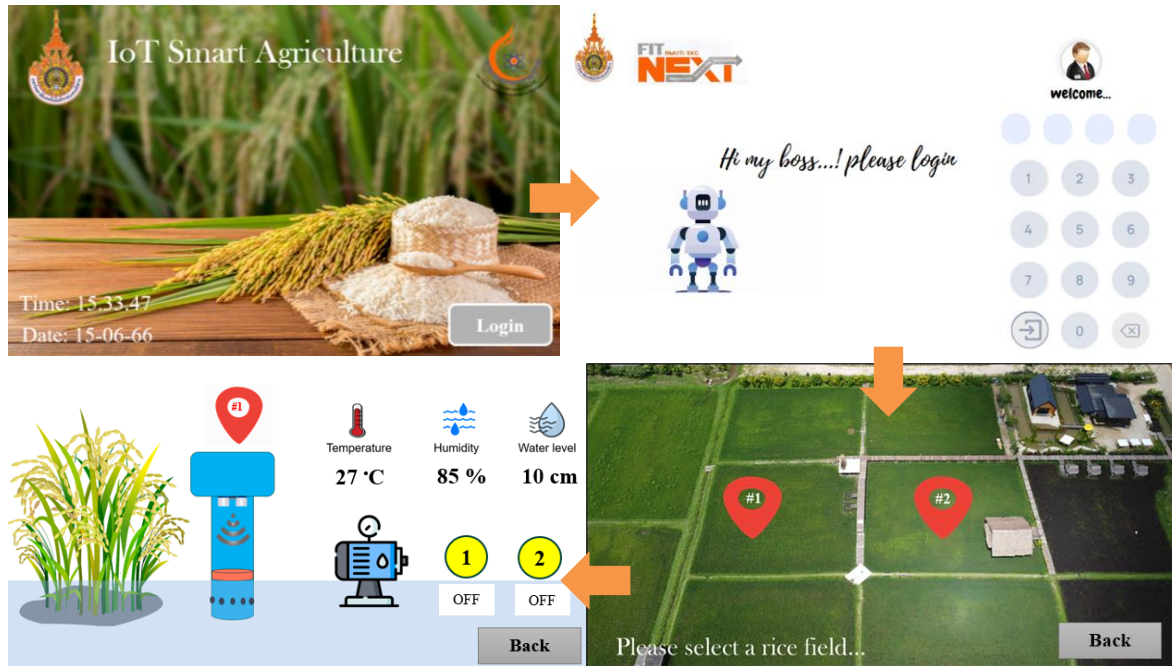 IoT Smart Agriculture
Time: 15.33.47
Date: 15-06-66
Login
FIT RMUTI SKC
NEXT
welcome...
Hi my boss...! please login
1 2 3
4 5 6
7 8 9
0
#1
#2
Please select a rice field...
Back
#1
Temperature Humidity Water level
27 °C 85 % 10 cm
1 2
OFF OFF
Back